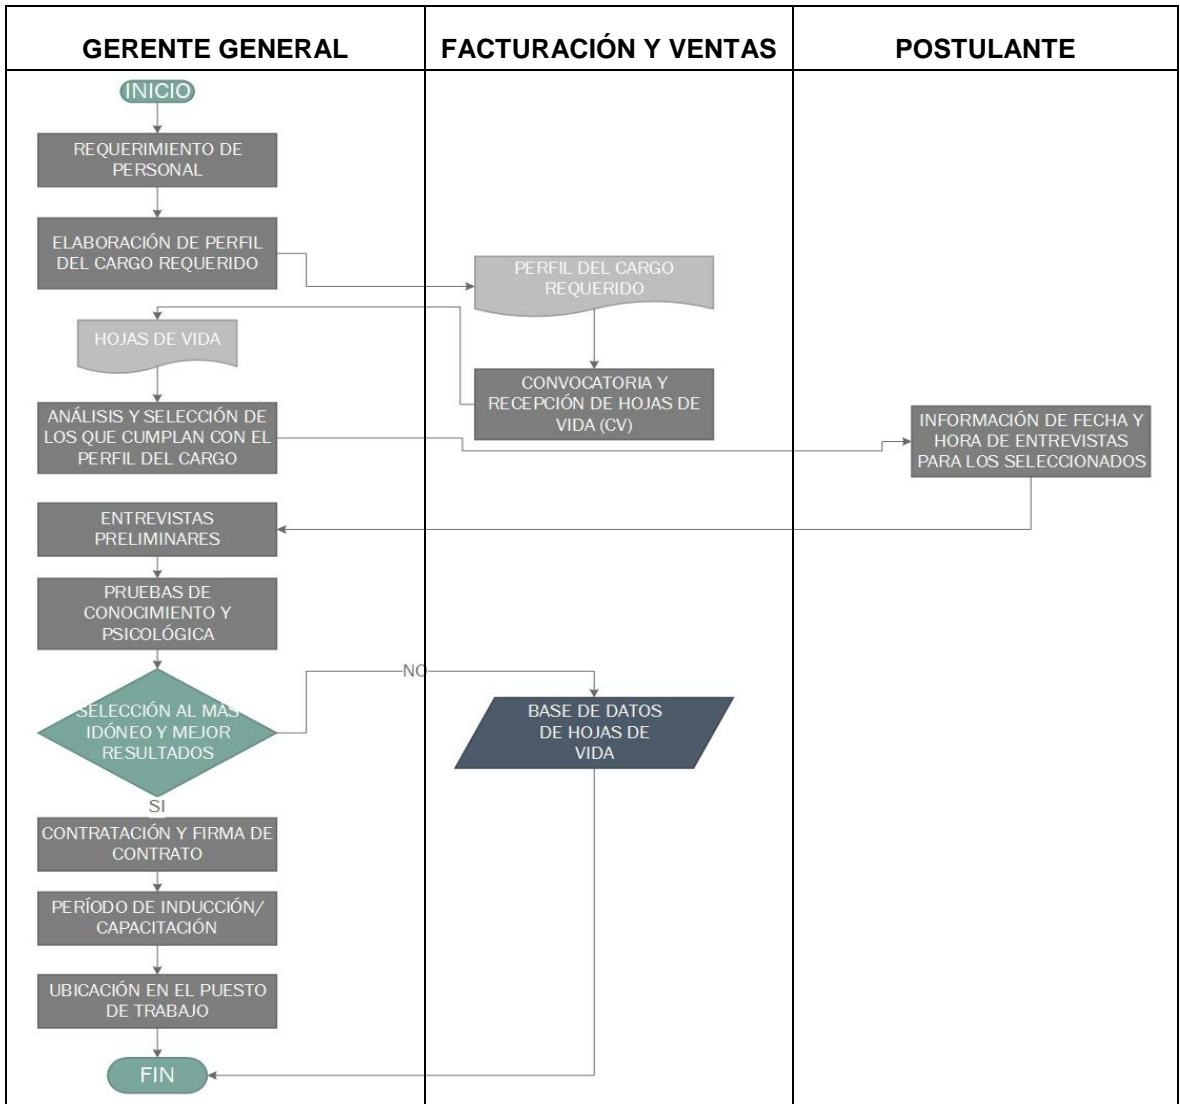 GERENTE GENERAL
FACTURACIÓN Y VENTAS
POSTULANTE
INICIO
REQUERIMIENTO DE
PERSONAL
ELABORACIÓN DE PERFIL
DEL CARGO REQUERIDO
PERFIL DEL CARGO
REQUERIDO
HOJAS DE VIDA
CONVOCATORIA Y
RECEPCIÓN DE HOJAS DE
VIDA (CV)
ANÁLISIS Y SELECCIÓN DE
LOS QUE CUMPLAN CON EL
PERFIL DEL CARGO
INFORMACIÓN DE FECHA Y
HORA DE ENTREVISTAS
PARA LOS SELECCIONADOS
ENTREVISTAS
PRELIMINARES
PRUEBAS DE
CONOCIMIENTO Y
PSICOLÓGICA
SELECCIÓN AL MAS
IDÓNEO Y MEJOR
RESULTADOS
NO
BASE DE DATOS
DE HOJAS DE
VIDA
SI
CONTRATACIÓN Y FIRMA DE
CONTRATO
PERÍODO DE INDUCCIÓN/
CAPACITACIÓN
UBICACIÓN EN EL PUESTO
DE TRABAJO
FIN